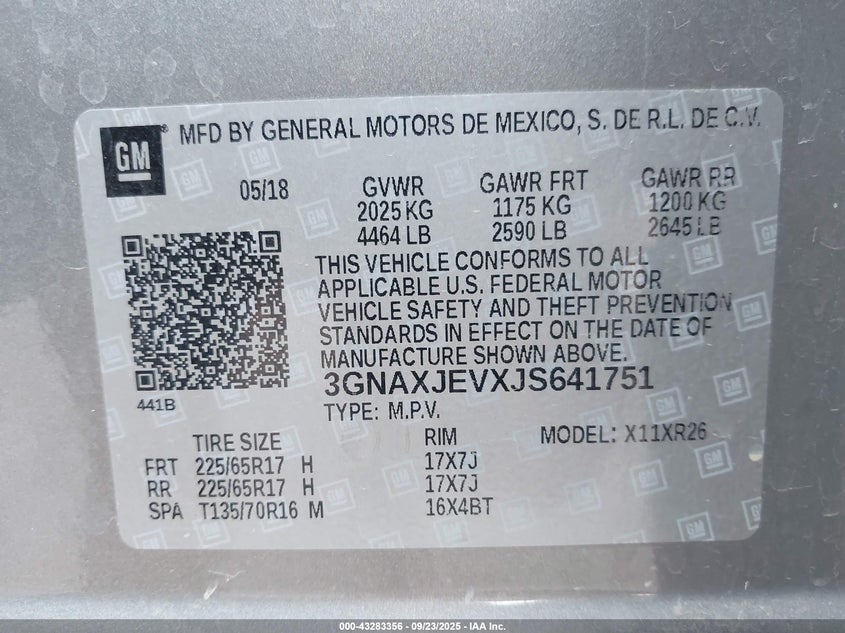 GM ® MFD BY GENERAL MOTORS DE MEXICO, S. DE R.L. DE C.V.
05/18 GVWR GAWR FRT GAWR RR
2025 KG 1175 KG 1200 KG
4464 LB 2590 LB 2645 LB
THIS VEHICLE CONFORMS TO ALL
APPLICABLE U.S. FEDERAL MOTOR
VEHICLE SAFETY AND THEFT PREVENTION
STANDARDS IN EFFECT ON THE DATE OF
MANUFACTURE SHOWN ABOVE.
441B
3GNAXJEVXJS641751
TYPE: M.P.V.
TIRE SIZE RIM MODEL: X11XR26
FRT 225/65R17 H 17X7J
RR 225/65R17 H 17X7J
SPA T135/70R16 M 16X4BT
000-43283356 - 09/23/2025 - IAA Inc.